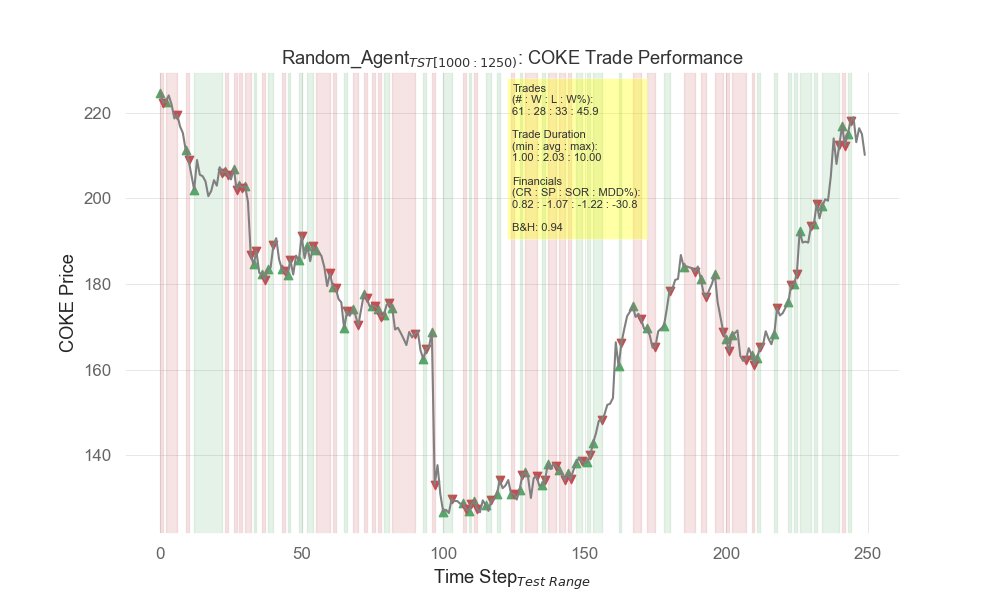 Random_Agent TST[1000 : 1250) : COKE Trade Performance
Trades
(# : W : L : W%):
61 : 28 : 33 : 45.9
Trade Duration
(min : avg : max):
1.00 : 2.03 : 10.00
Financials
(CR : SP : SOR : MDD%):
0.82 : -1.07 : -1.22 : -30.8
B&H: 0.94
COKE Price
220
200
180
160
140
0 50 100 150 200 250
Time Step Test Range